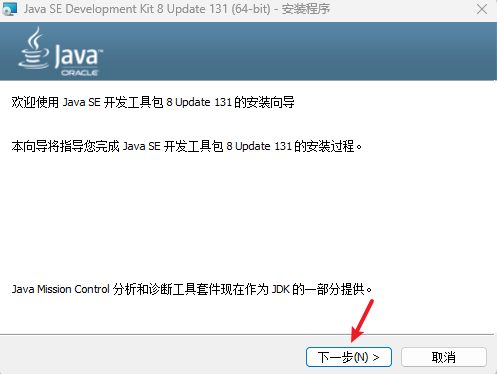 Java SE Development Kit 8 Update 131 (64-bit) - 安装程序
Java™
ORACLE
欢迎使用 Java SE 开发工具包 8 Update 131 的安装向导
本向导将指导您完成 Java SE 开发工具包 8 Update 131 的安装过程。
Java Mission Control 分析和诊断工具套件现在作为 JDK 的一部分提供。
下一步(N) > 取消